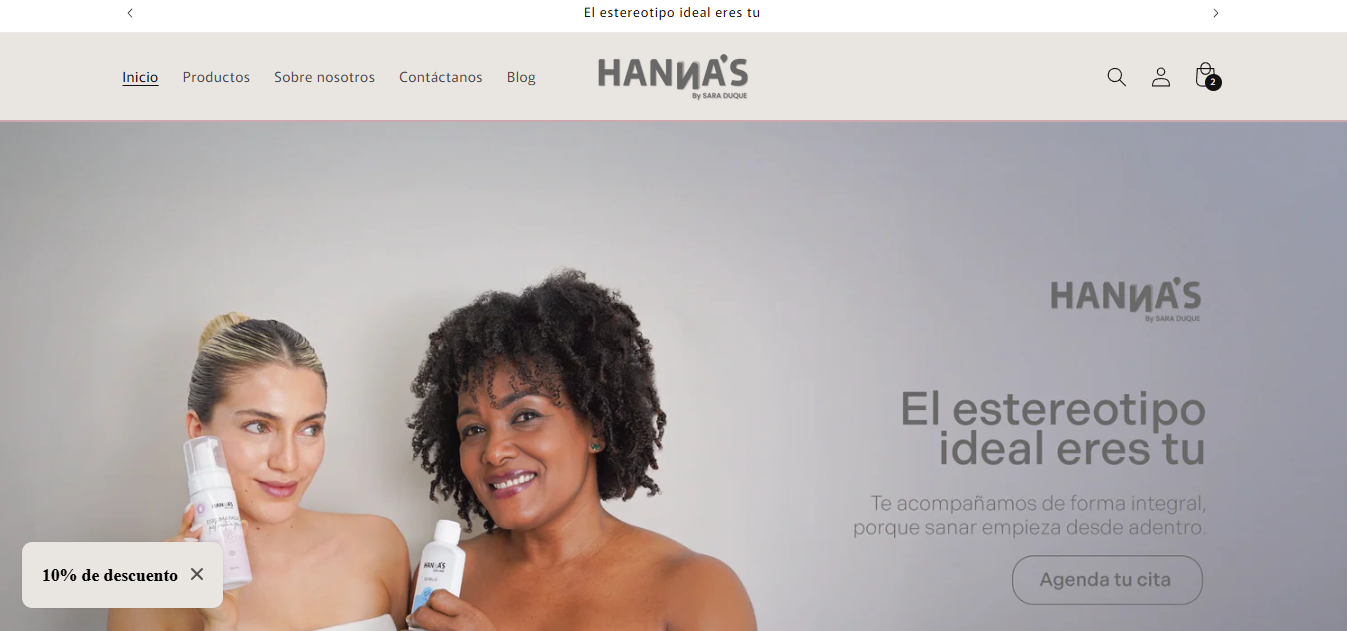 El estereotipo ideal eres tu
Inicio Productos Sobre nosotros Contáctanos Blog
HANNA'S
By SARA DUQUE
2
HANNA'S
By SARA DUQUE
El estereotipo
ideal eres tu
Te acompañamos de forma integral,
porque sanar empieza desde adentro.
Agenda tu cita
HANNA'S
HANNA'S
10% de descuento